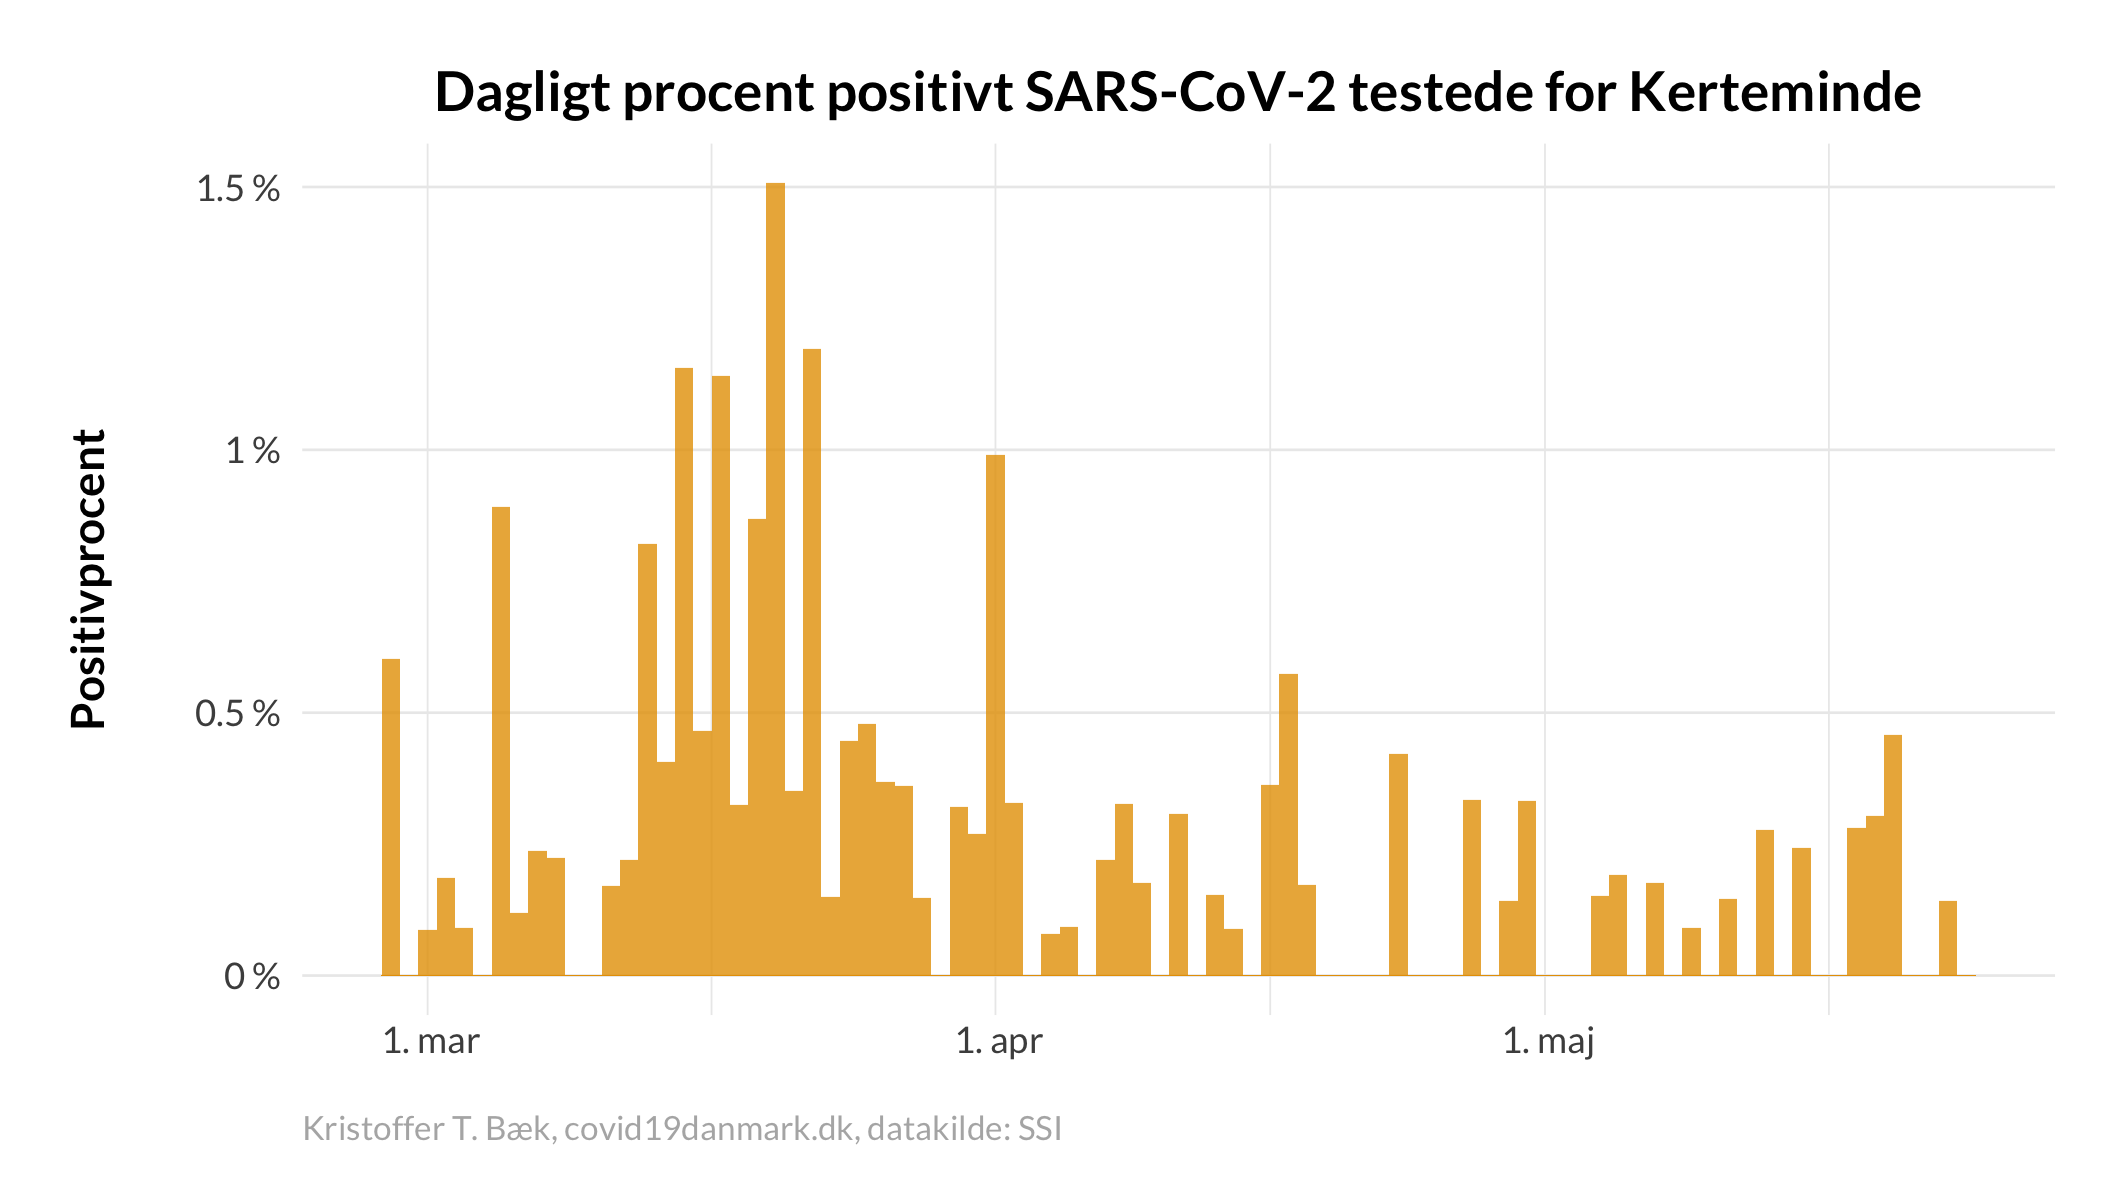 Dagligt procent positivt SARS-CoV-2 testede for Kerteminde
Positivprocent
1.5 %
1 %
0.5 %
0 %
1. mar
1. apr
1. maj
Kristoffer T. Bæk, covid19danmark.dk, datakilde: SSI